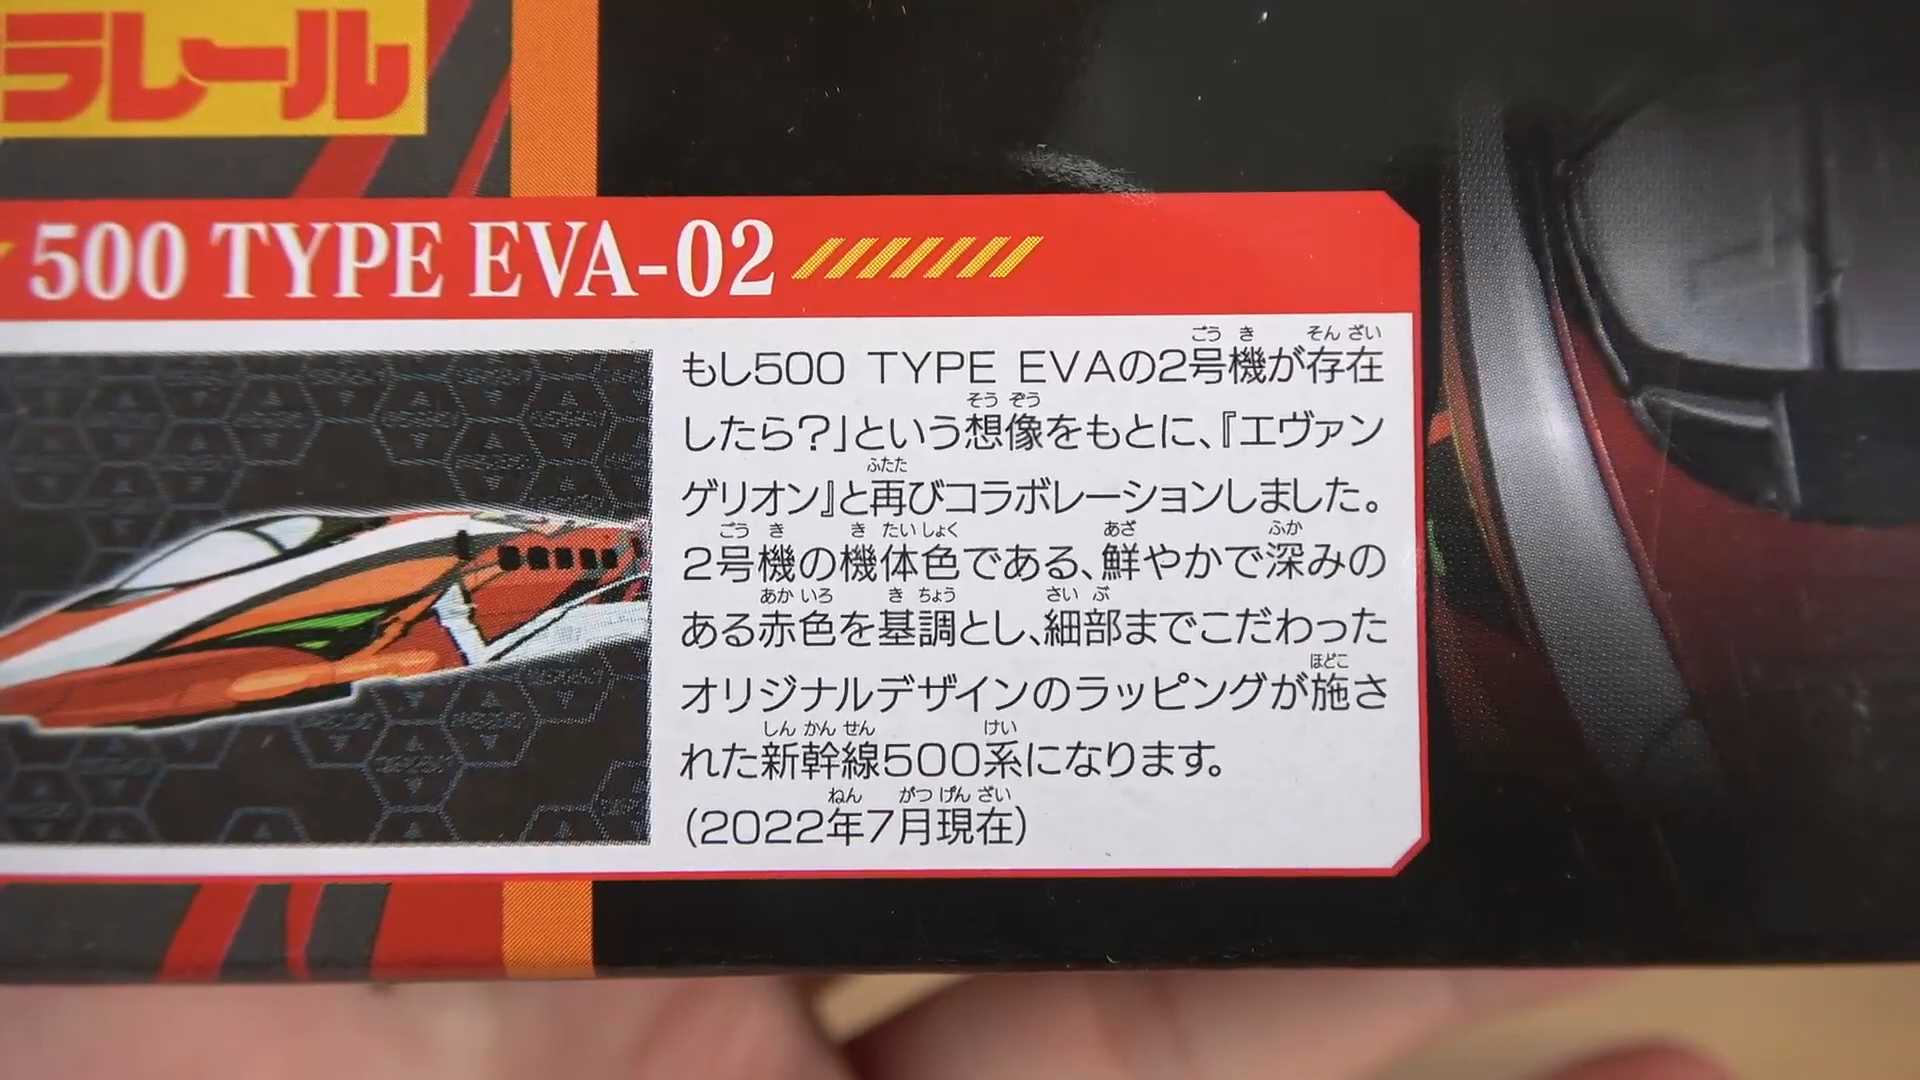 ラレール
500 TYPE EVA-02
もし500 TYPE EVAの2号機が存在
したら?」という想像をもとに、『エヴァン
ゲリオン』と再びコラボレーションしました。
2号機の機体色である、鮮やかで深みの
ある赤色を基調とし、細部までこだわった
オリジナルデザインのラッピングが施さ
れた新幹線500系になります。
(2022年7月現在)